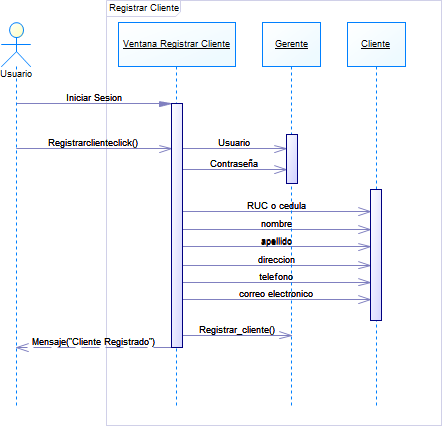 Registrar Cliente
Ventana Registrar Cliente
Gerente
Cliente
Usuario
Iniciar Sesion
Registrarclienteclick()
Usuario
Contraseña
RUC o cedula
nombre
apellido
direccion
telefono
correo electronico
Registrar_cliente()
Mensaje("Cliente Registrado")